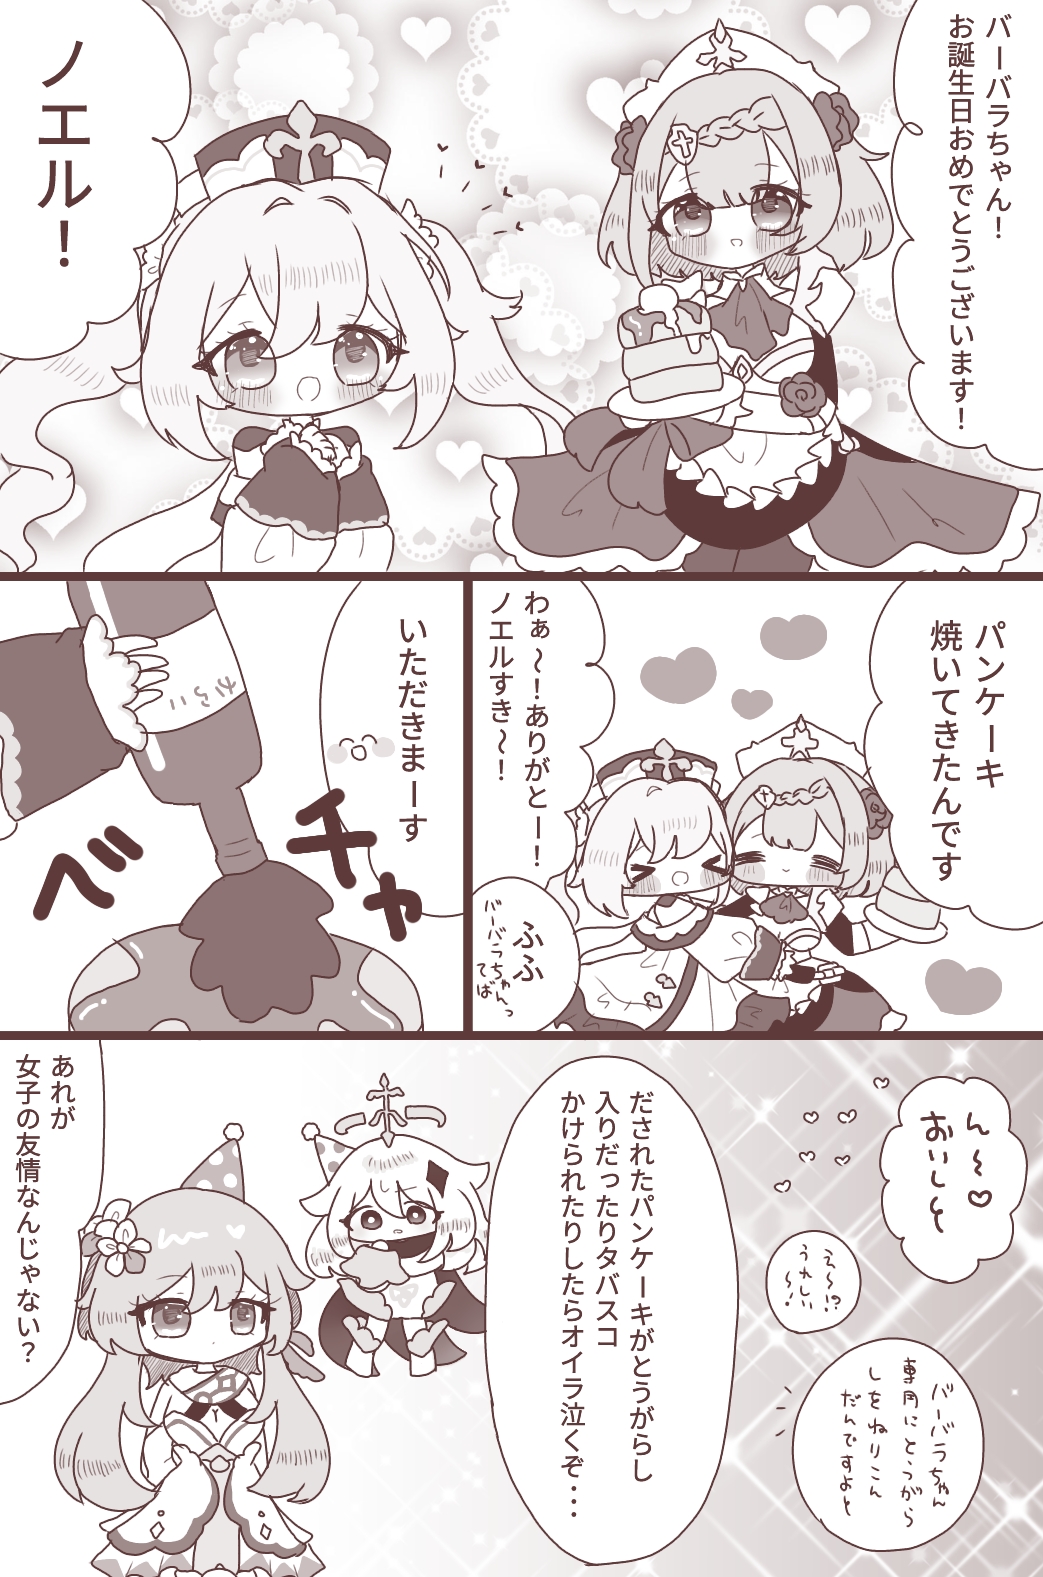 バーバラちゃん！
お誕生日おめでとうございます！
ノエル！
パンケーキ
焼いてきたんです
わぁ〜！ありがとー！
ノエルすき〜！
ふふ
バーバラちゃんっ
てば
いただきまーす
からい
チャ
べ
ん〜♡
おいし〜
え〜!?
うれしい
〜！
バーバラちゃん
専用にとうがら
しをねりこん
だんですよ
だされたパンケーキがとうがらし
入りだったりタバスコ
かけられたりしたらオイラ泣くぞ・・・
あれが
女子の友情なんじゃない？